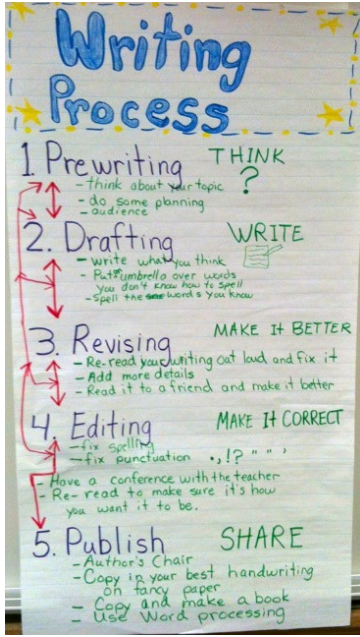 Writing
Process
1. Prewriting THINK
- think about your topic ?
- do some planning
- audience
2. Drafting WRITE
- write what you think
- Put umbrella over words
you don't know how to spell
- Spell the words you know
3. Revising MAKE It BETTER
- Re-read your writing out loud and fix it
- Add more details
- Read it to a friend and make it better
4. Editing MAKE It CORRECT
- fix spelling
- fix punctuation . , ! ? " " '
- Have a conference with the teacher
- Re-read to make sure it's how
you want it to be.
5. Publish SHARE
- Author's Chair
- Copy in your best handwriting
on fancy paper
- Copy and make a book
- Use Word processing